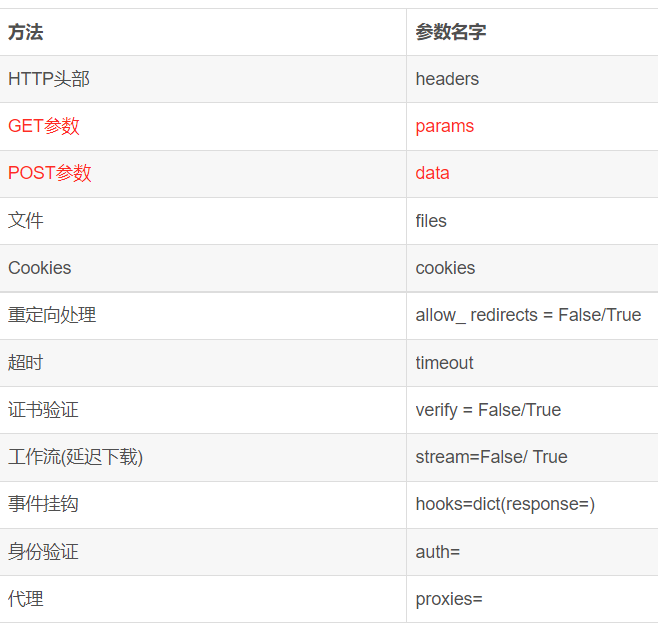 方法 参数名字
HTTP头部 headers
GET参数 params
POST参数 data
文件 files
Cookies cookies
重定向处理 allow_ redirects = False/True
超时 timeout
证书验证 verify = False/True
工作流(延迟下载) stream=False/ True
事件挂钩 hooks=dict(response=)
身份验证 auth=
代理 proxies=